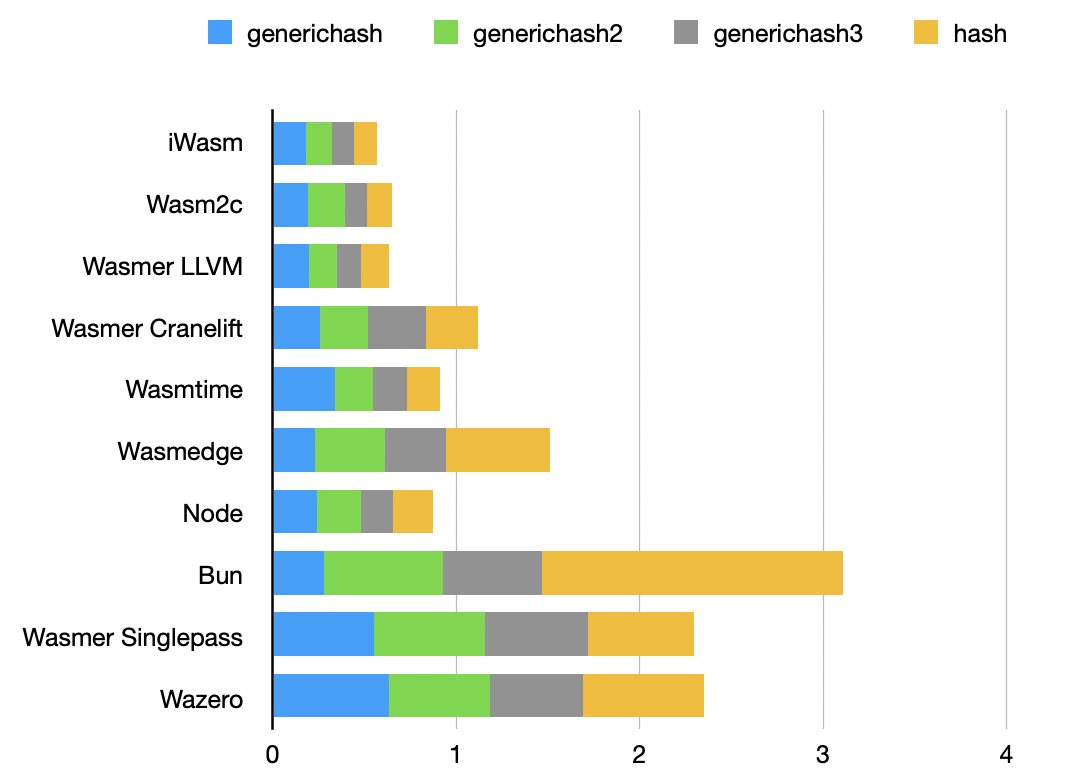 generichash generichash2 generichash3 hash
iWasm
Wasm2c
Wasmer LLVM
Wasmer Cranelift
Wasmtime
Wasmedge
Node
Bun
Wasmer Singlepass
Wazero
0 1 2 3 4